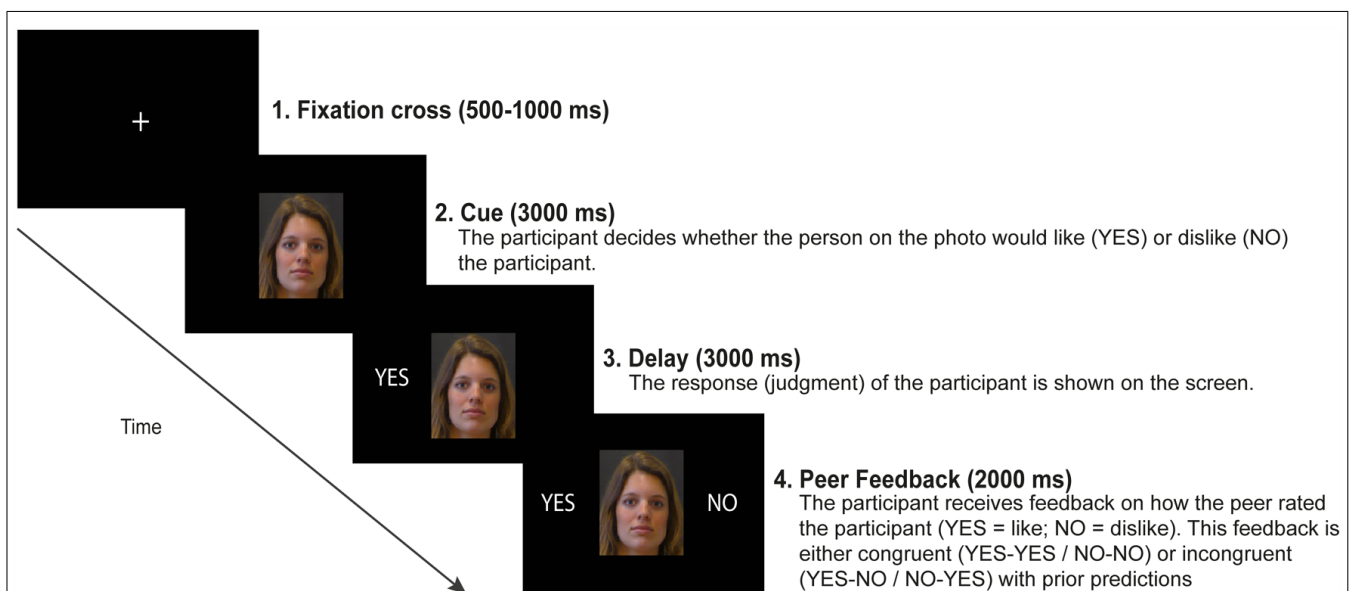 +
1. Fixation cross (500-1000 ms)
2. Cue (3000 ms)
The participant decides whether the person on the photo would like (YES) or dislike (NO)
the participant.
3. Delay (3000 ms)
The response (judgment) of the participant is shown on the screen.
YES
Time
4. Peer Feedback (2000 ms)
The participant receives feedback on how the peer rated
the participant (YES = like; NO = dislike). This feedback is
either congruent (YES-YES / NO-NO) or incongruent
(YES-NO / NO-YES) with prior predictions
YES NO